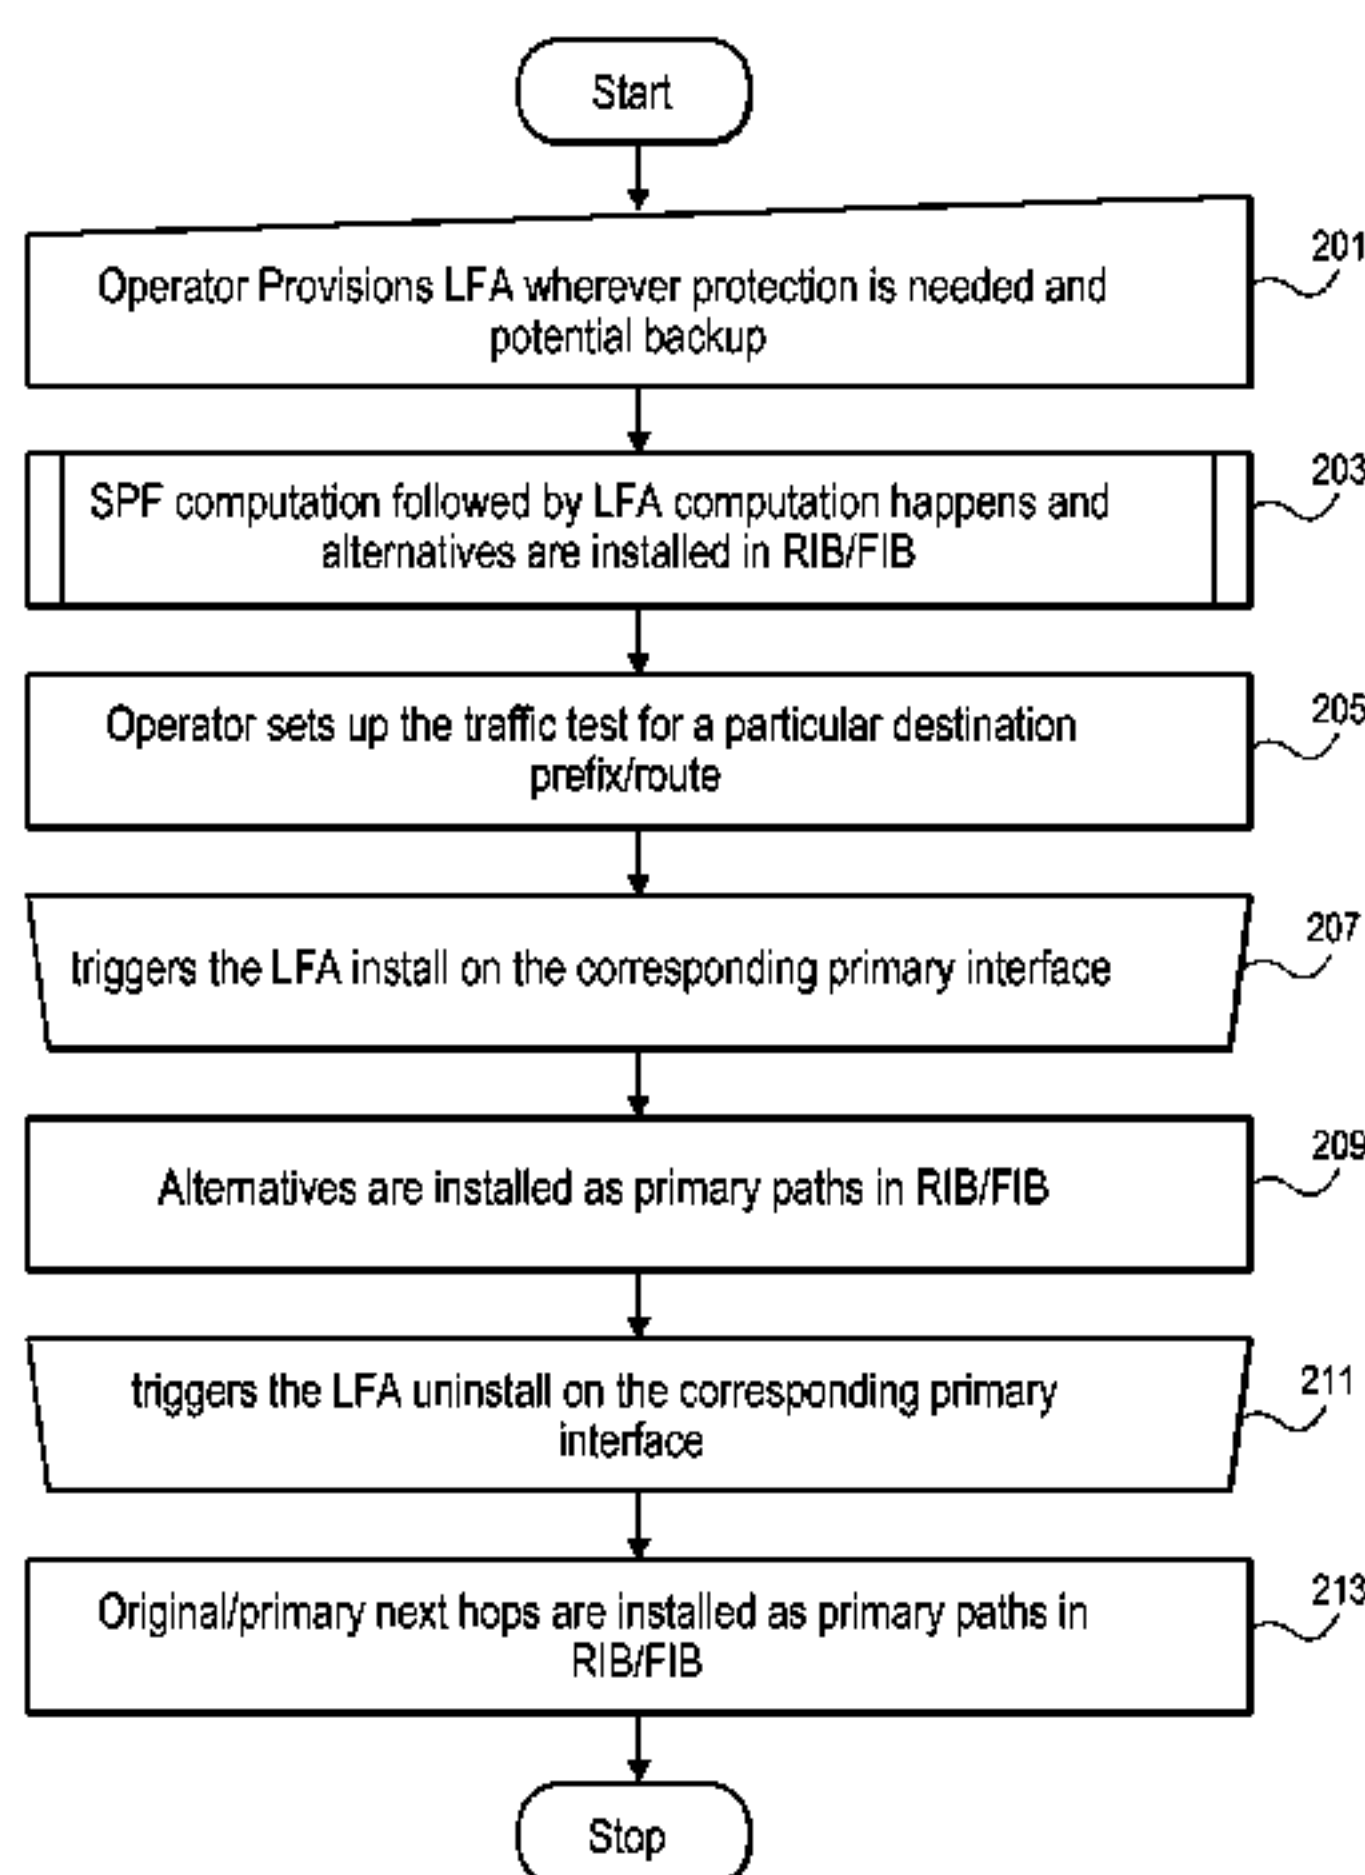 Start
201
Operator Provisions LFA wherever protection is needed and
potential backup
203
SPF computation followed by LFA computation happens and
alternatives are installed in RIB/FIB
205
Operator sets up the traffic test for a particular destination
prefix/route
207
triggers the LFA install on the corresponding primary interface
209
Alternatives are installed as primary paths in RIB/FIB
211
triggers the LFA uninstall on the corresponding primary
interface
213
Original/primary next hops are installed as primary paths in
RIB/FIB
Stop